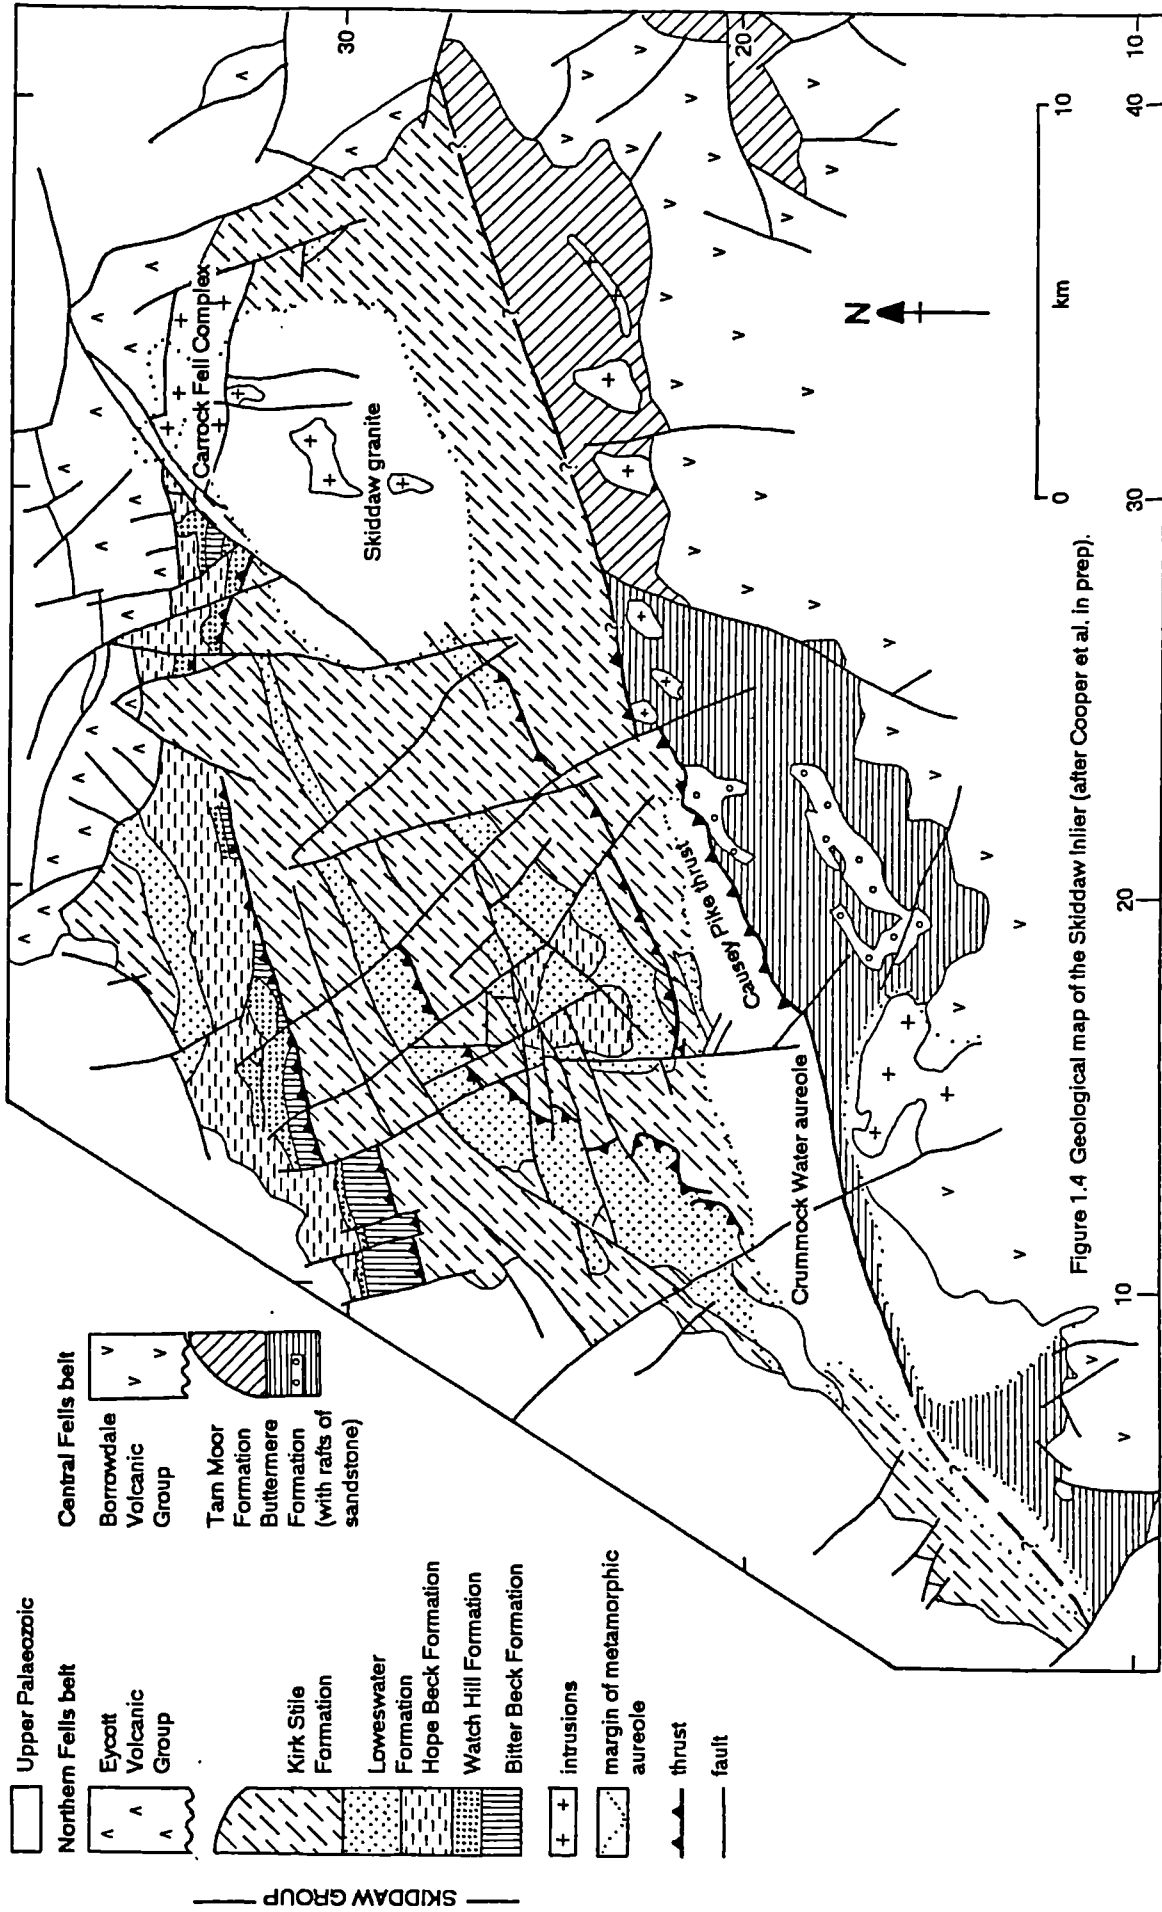 Upper Palaeozoic
Northern Fells belt
Eycott
Volcanic
Group
Kirk Stile
Formation
Loweswater
Formation
Hope Beck Formation
Watch Hill Formation
Bitter Beck Formation
SKIDDAW GROUP
intrusions
margin of metamorphic
aureole
thrust
fault
Central Fells belt
Borrowdale
Volcanic
Group
Tarn Moor
Formation
Buttermere
Formation
(with rafts of
sandstone)
Carrock Fell Complex
Skiddaw granite
Causey Pike thrust
Crummock Water aureole
30
20
10
N
0
10
km
10
20
30
40
Figure 1.4 Geological map of the Skiddaw Inlier (after Cooper et al. in prep).